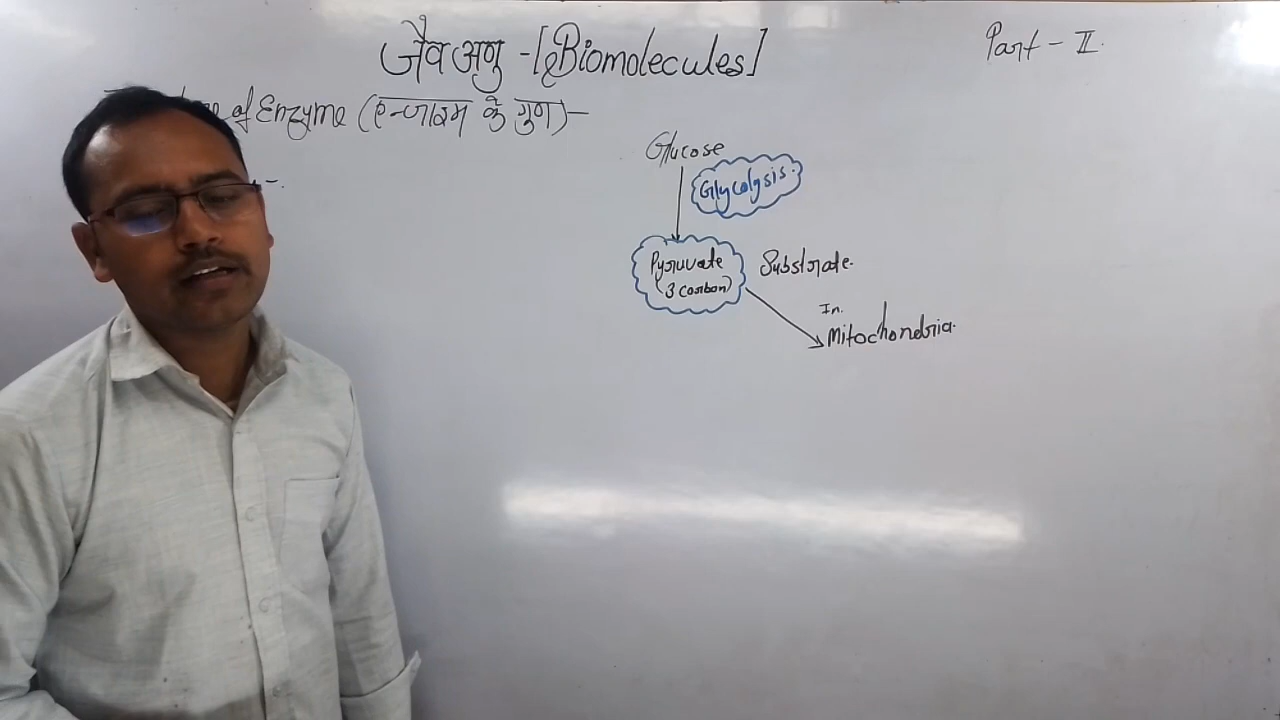 जैव अणु -[Biomolecules]
Part - II.
of Enzyme (एन्जाइम के गुण)-
Glucose
Glycolysis.
Pyruvate
(3 carbon)
Substrate.
In.
Mitochondria.